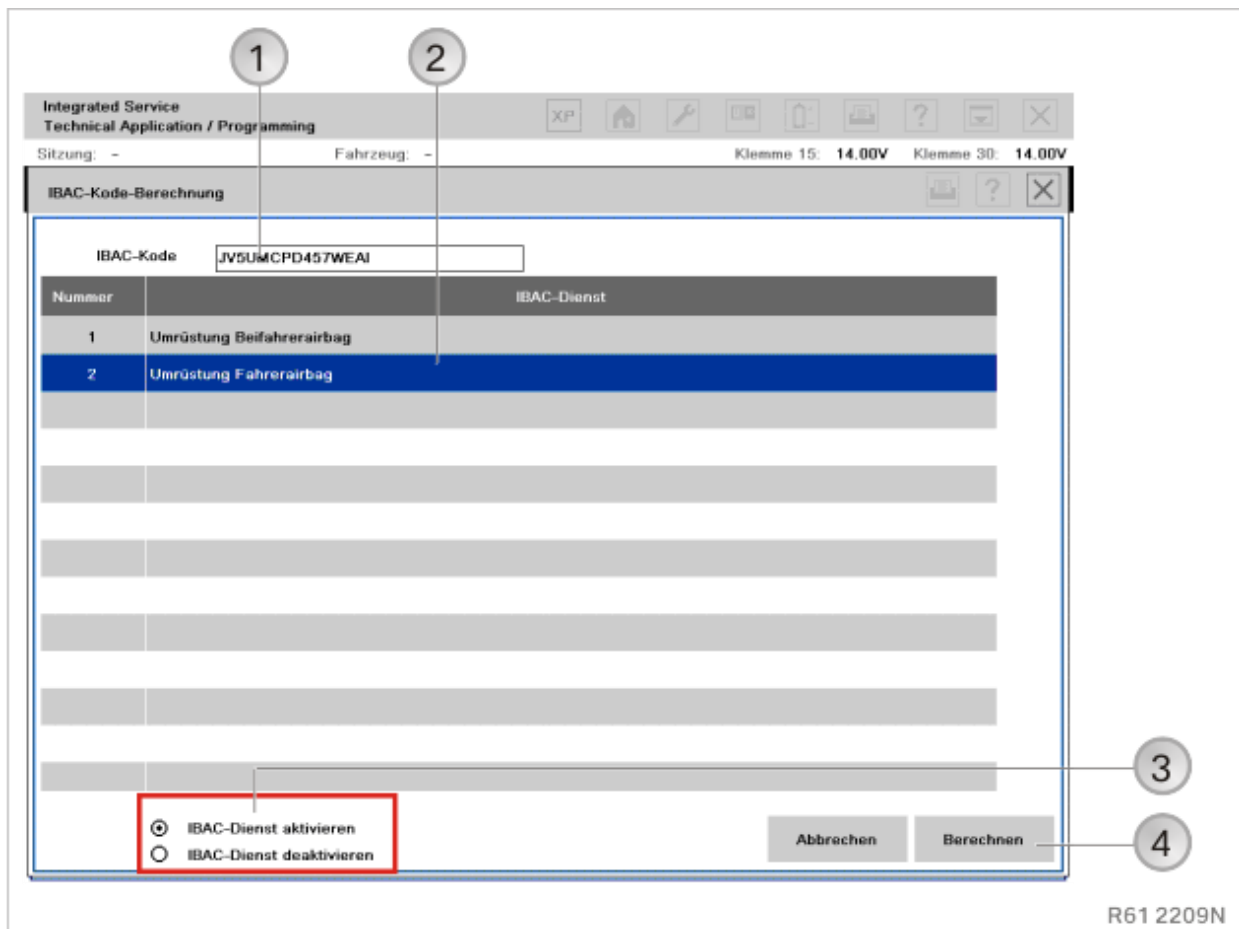 1 2
Integrated Service
Technical Application / Programming
XP ?
Sitzung: - Fahrzeug: - Klemme 15: 14.00V Klemme 30: 14.00V
IBAC-Kode-Berechnung ?
IBAC-Kode JV5UMCPD457WEAI
Nummer IBAC-Dienst
1 Umrüstung Beifahrerairbag
2 Umrüstung Fahrerairbag
3
IBAC-Dienst aktivieren
IBAC-Dienst deaktivieren
Abbrechen Berechnen 4
R61 2209N